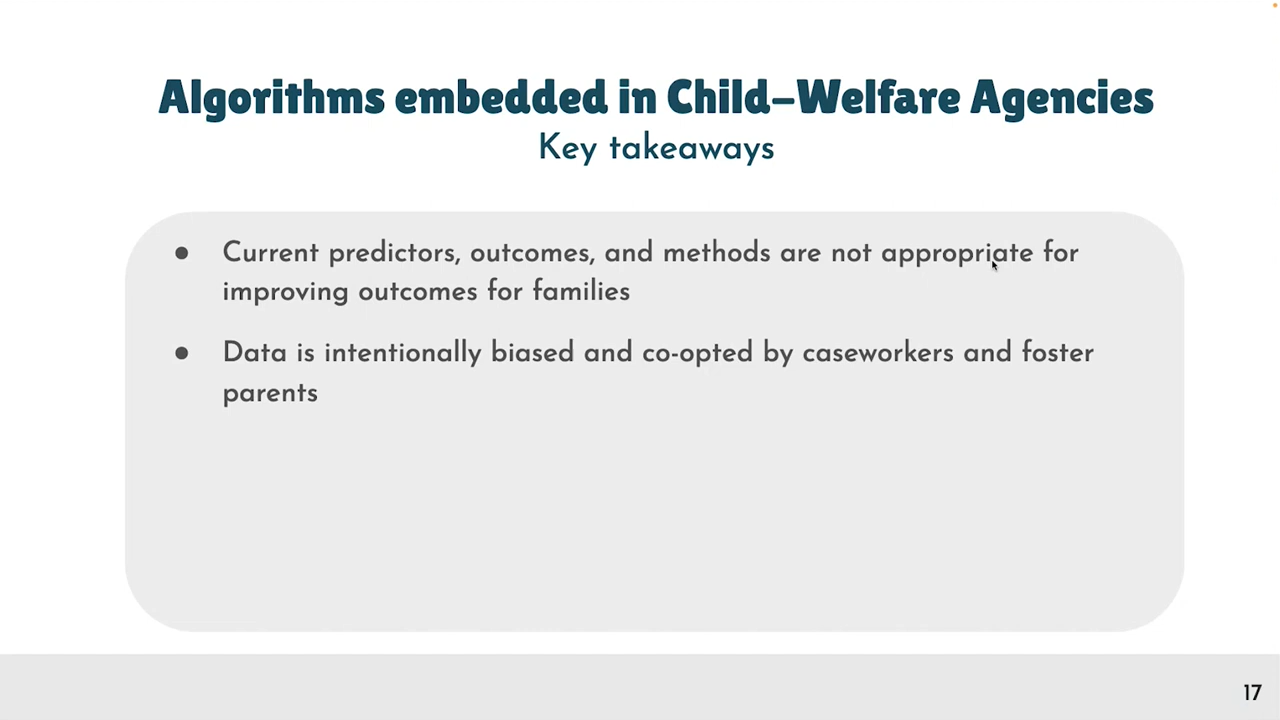 Algorithms embedded in Child-Welfare Agencies
Key takeaways
● Current predictors, outcomes, and methods are not appropriate for
improving outcomes for families
● Data is intentionally biased and co-opted by caseworkers and foster
parents
17